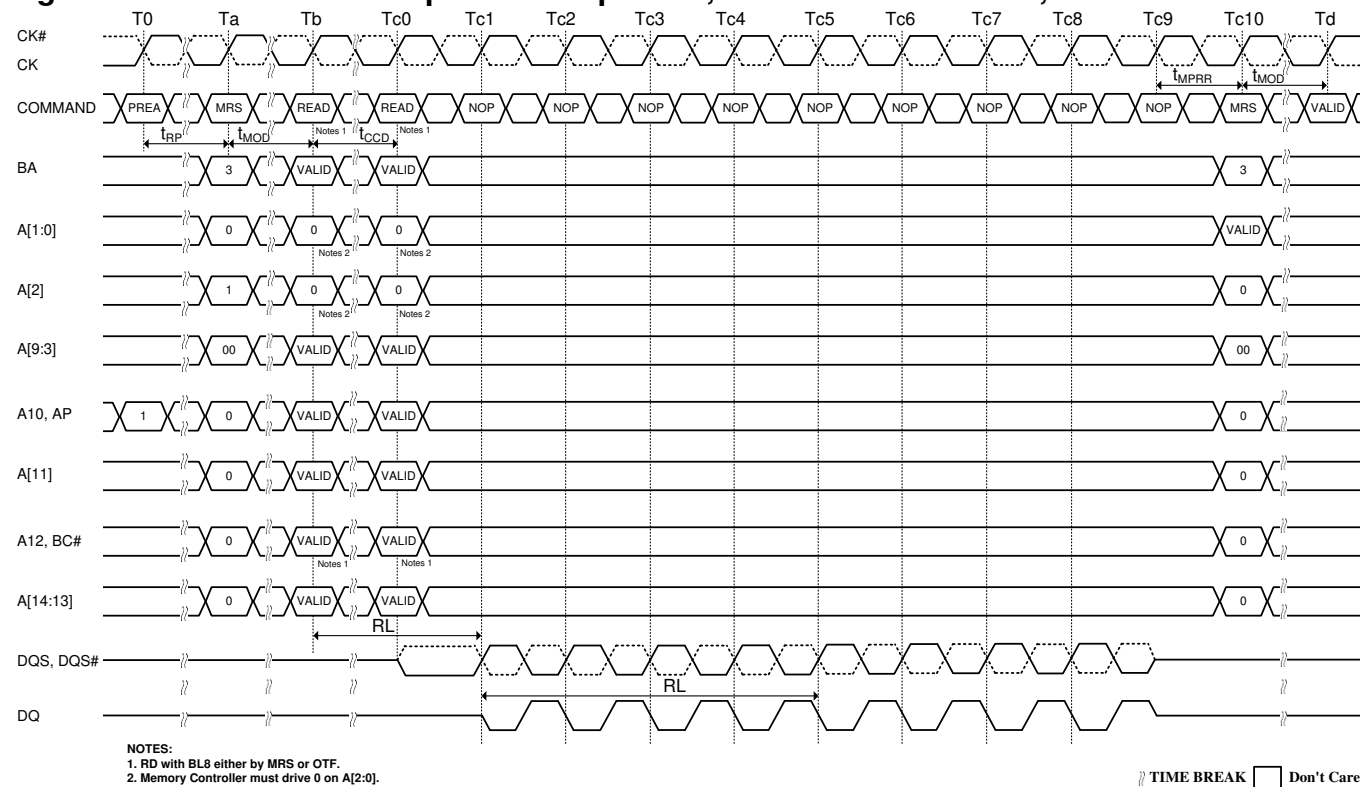 T0 Ta Tb Tc0 Tc1 Tc2 Tc3 Tc4 Tc5 Tc6 Tc7 Tc8 Tc9 Tc10 Td
CK#
CK
tMPRR tMOD
COMMAND PREA MRS READ READ NOP NOP NOP NOP NOP NOP NOP NOP NOP MRS VALID
Notes 1 Notes 1
tRP tMOD tCCD
BA 3 VALID VALID 3
A[1:0] 0 0 0 VALID
Notes 2 Notes 2
A[2] 1 0 0 0
Notes 2 Notes 2
A[9:3] 00 VALID VALID 00
A10, AP 1 0 VALID VALID 0
A[11] 0 VALID VALID 0
A12, BC# 0 VALID VALID 0
Notes 1 Notes 1
A[14:13] 0 VALID VALID 0
RL
DQS, DQS#
RL
DQ
NOTES:
1. RD with BL8 either by MRS or OTF.
2. Memory Controller must drive 0 on A[2:0].
TIME BREAK Don't Care